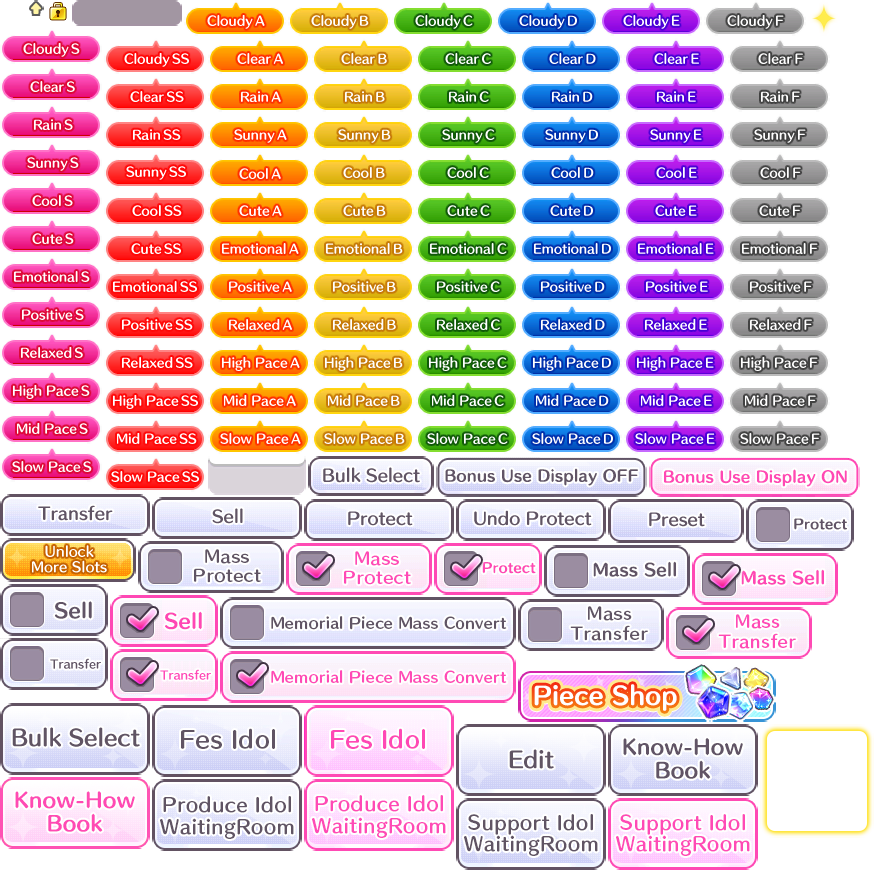 Cloudy A
Cloudy B
Cloudy C
Cloudy D
Cloudy E
Cloudy F
Cloudy S
Cloudy SS
Clear A
Clear B
Clear C
Clear D
Clear E
Clear F
Clear S
Clear SS
Rain A
Rain B
Rain C
Rain D
Rain E
Rain F
Rain S
Rain SS
Sunny A
Sunny B
Sunny C
Sunny D
Sunny E
Sunny F
Sunny S
Sunny SS
Cool A
Cool B
Cool C
Cool D
Cool E
Cool F
Cool S
Cool SS
Cute A
Cute B
Cute C
Cute D
Cute E
Cute F
Cute S
Cute SS
Emotional A
Emotional B
Emotional C
Emotional D
Emotional E
Emotional F
Emotional S
Emotional SS
Positive A
Positive B
Positive C
Positive D
Positive E
Positive F
Positive S
Positive SS
Relaxed A
Relaxed B
Relaxed C
Relaxed D
Relaxed E
Relaxed F
Relaxed S
Relaxed SS
High Pace A
High Pace B
High Pace C
High Pace D
High Pace E
High Pace F
High Pace S
High Pace SS
Mid Pace A
Mid Pace B
Mid Pace C
Mid Pace D
Mid Pace E
Mid Pace F
Mid Pace S
Mid Pace SS
Slow Pace A
Slow Pace B
Slow Pace C
Slow Pace D
Slow Pace E
Slow Pace F
Slow Pace S
Slow Pace SS
Bulk Select
Bonus Use Display OFF
Bonus Use Display ON
Transfer
Sell
Protect
Undo Protect
Preset
Protect
Unlock
More Slots
Mass
Protect
Mass
Protect
Protect
Mass Sell
Mass Sell
Sell
Sell
Memorial Piece Mass Convert
Mass
Transfer
Mass
Transfer
Transfer
Transfer
Memorial Piece Mass Convert
Piece Shop
Bulk Select
Fes Idol
Fes Idol
Edit
Know-How
Book
Know-How
Book
Produce Idol
WaitingRoom
Produce Idol
WaitingRoom
Support Idol
WaitingRoom
Support Idol
WaitingRoom